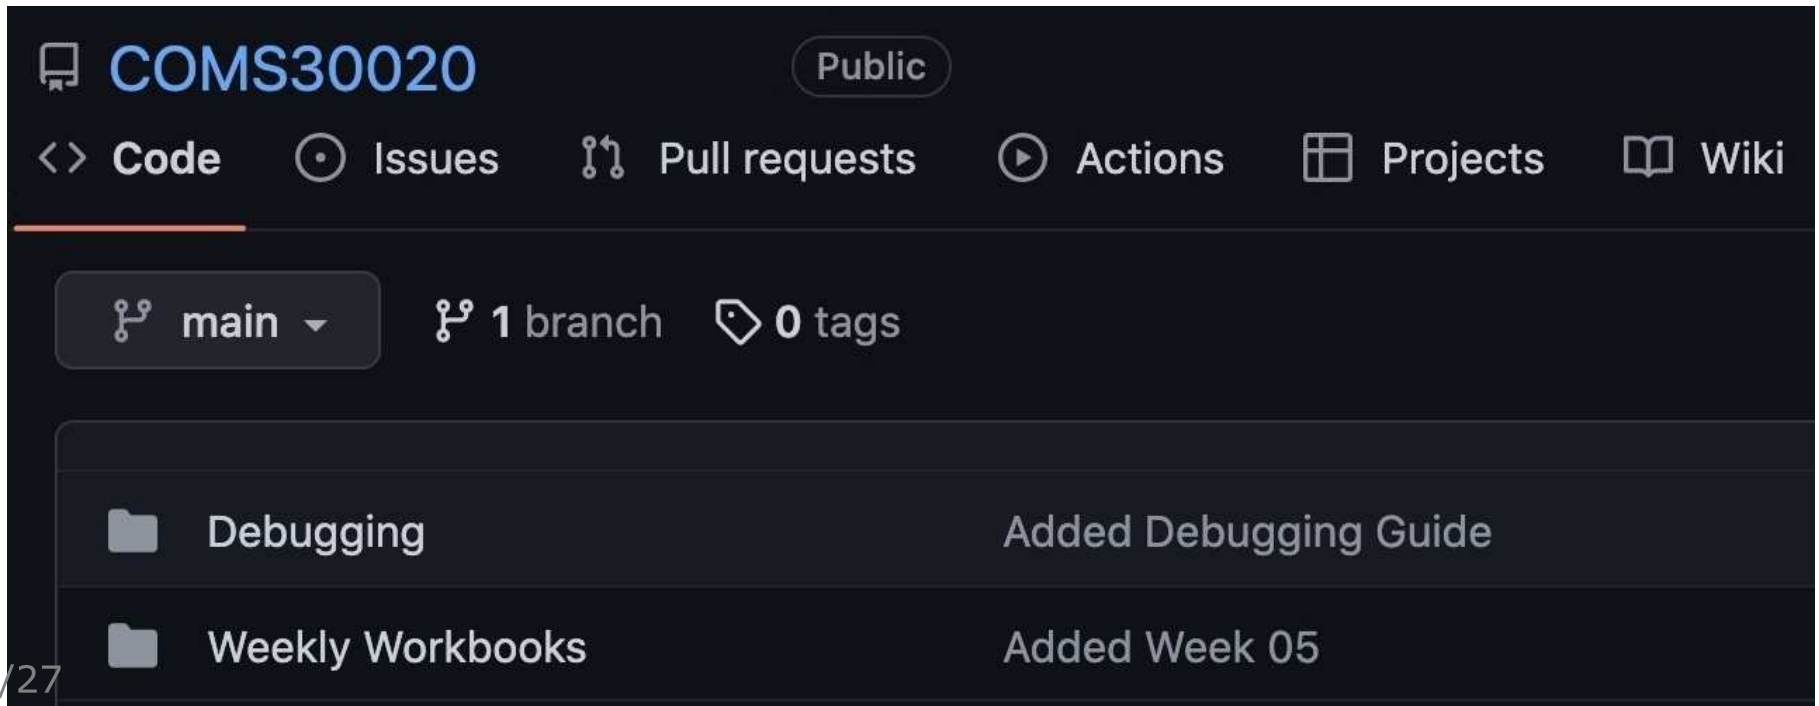 COMS30020 Public
Code Issues Pull requests Actions Projects Wiki
main 1 branch 0 tags
Debugging Added Debugging Guide
Weekly Workbooks Added Week 05
/27